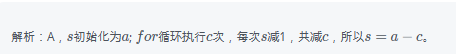 解析：A，s初始化为a; for循环执行c次，每次s减1，共减c，所以s = a − c。